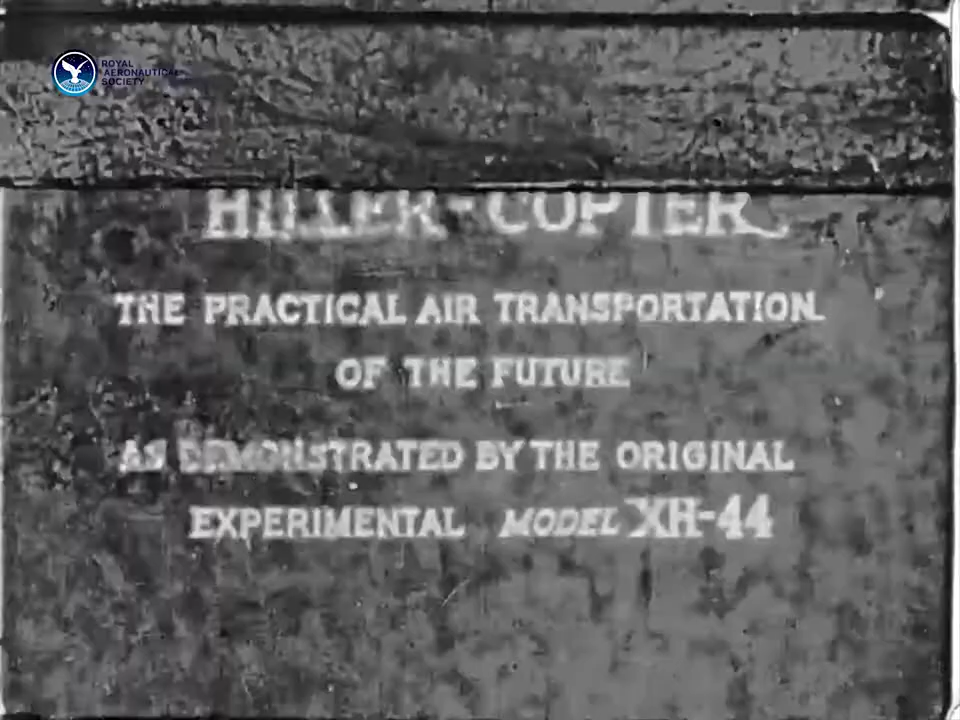 ROYAL
AERONAUTICAL
SOCIETY
HILLER-COPTER
THE PRACTICAL AIR TRANSPORTATION
OF THE FUTURE
AS DEMONSTRATED BY THE ORIGINAL
EXPERIMENTAL MODEL XH-44